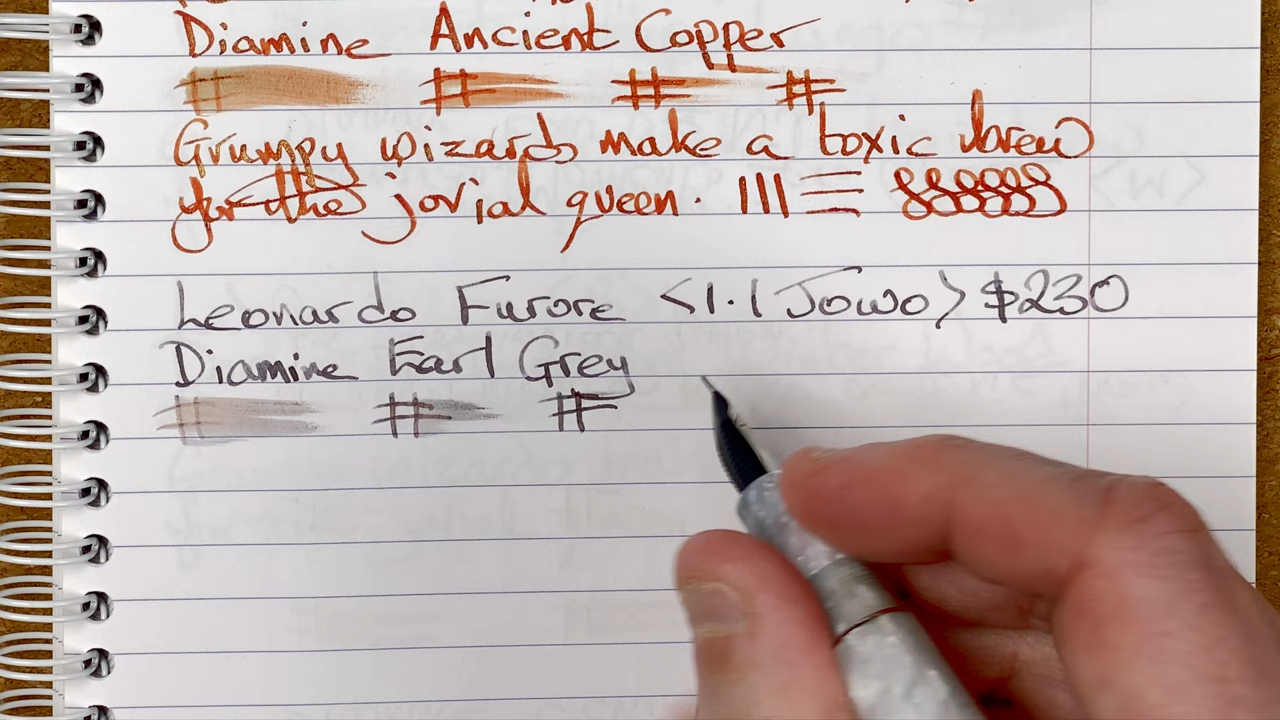 Diamine Ancient Copper
Grumpy wizards make a toxic brew
for the jovial queen.
Leonardo Furore <1.1 Jowo> $230
Diamine Earl Grey